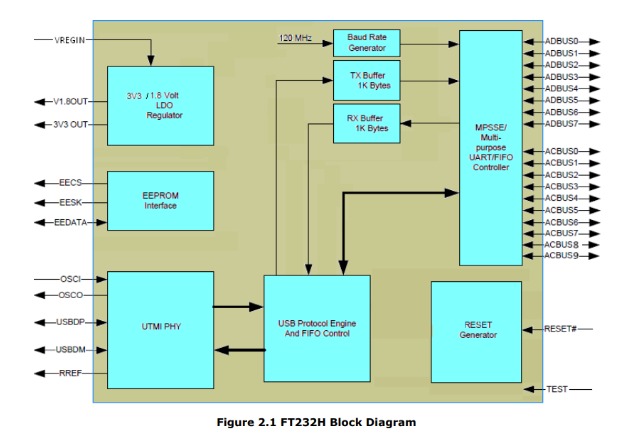 VREGIN
V1.8OUT
3V3 OUT
3V3 / 1.8 Volt
LDO
Regulator
EECS
EESK
EEDATA
EEPROM
Interface
OSCI
OSCO
USBDP
USBDM
RREF
UTMI PHY
120 MHz
Baud Rate
Generator
TX Buffer
1K Bytes
RX Buffer
1K Bytes
USB Protocol Engine
And FIFO Control
MPSSE/
Multi-
purpose
UART/FIFO
Controller
RESET
Generator
ADBUS0
ADBUS1
ADBUS2
ADBUS3
ADBUS4
ADBUS5
ADBUS6
ADBUS7
ACBUS0
ACBUS1
ACBUS2
ACBUS3
ACBUS4
ACBUS5
ACBUS6
ACBUS7
ACBUS8
ACBUS9
RESET#
TEST
Figure 2.1 FT232H Block Diagram